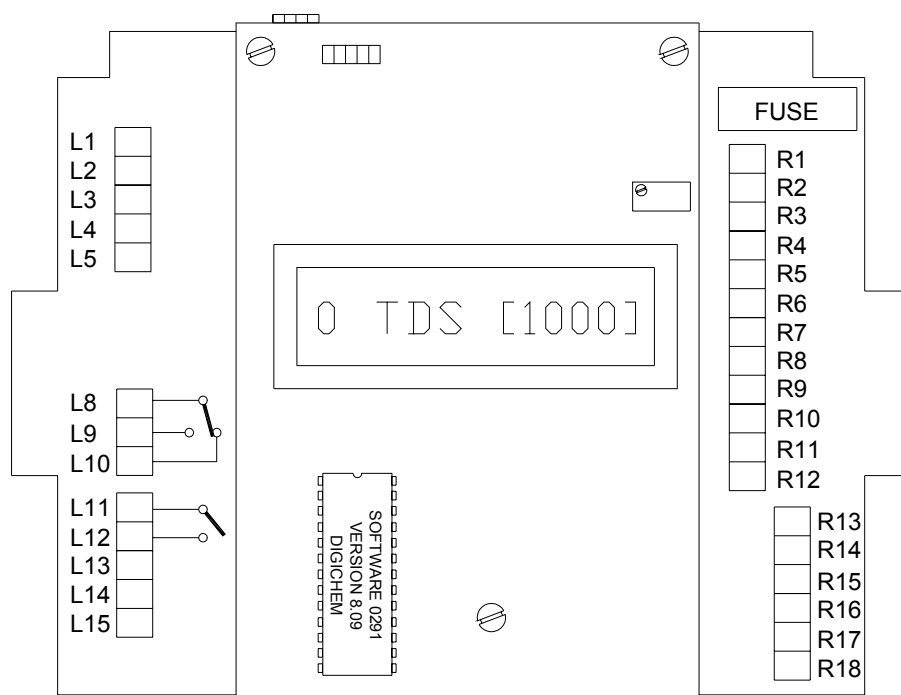 FUSE
L1
L2
L3
L4
L5
R1
R2
R3
R4
R5
R6
R7
R8
R9
R10
R11
R12
0 TDS [1000]
L8
L9
L10
L11
L12
L13
L14
L15
SOFTWARE 0291
VERSION 8.09
DIGICHEM
R13
R14
R15
R16
R17
R18